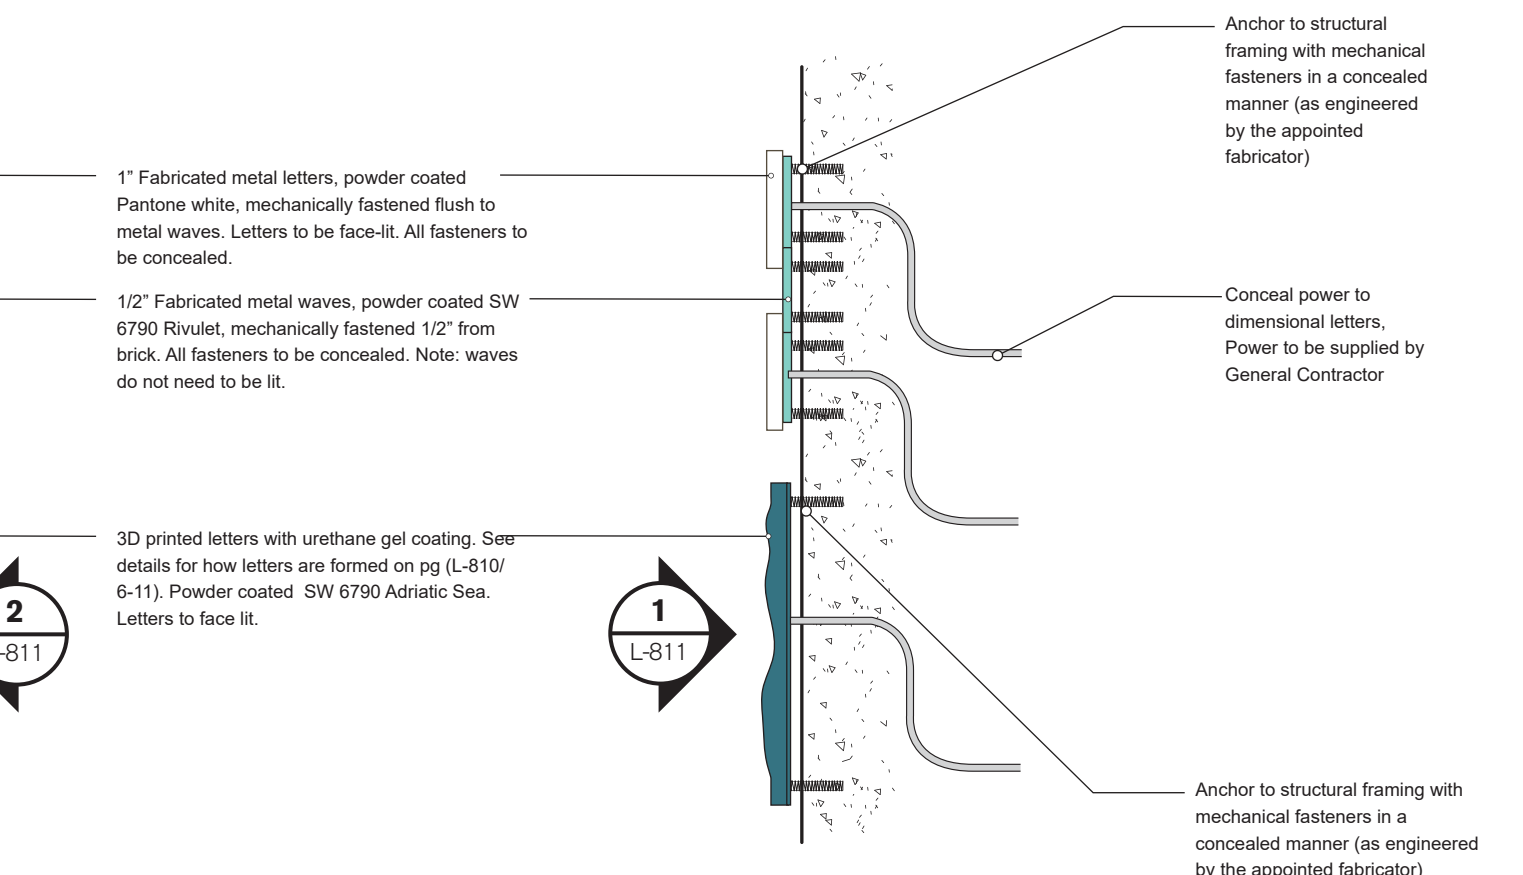 Anchor to structural
framing with mechanical
fasteners in a concealed
manner (as engineered
by the appointed
fabricator)
1” Fabricated metal letters, powder coated
Pantone white, mechanically fastened flush to
metal waves. Letters to be face-lit. All fasteners to
be concealed.
1/2” Fabricated metal waves, powder coated SW
6790 Rivulet, mechanically fastened 1/2” from
brick. All fasteners to be concealed. Note: waves
do not need to be lit.
Conceal power to
dimensional letters,
Power to be supplied by
General Contractor
3D printed letters with urethane gel coating. See
details for how letters are formed on pg (L-810/
6-11). Powder coated  SW 6790 Adriatic Sea.
Letters to face lit.
2
-811
1
L-811
Anchor to structural framing with
mechanical fasteners in a
concealed manner (as engineered
by the appointed fabricator)